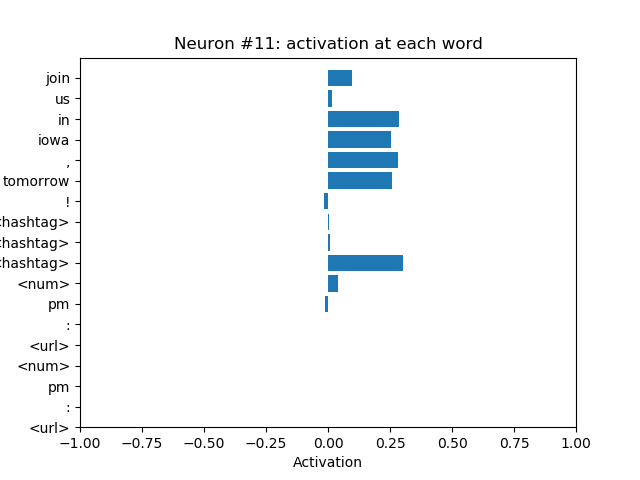 Neuron #11: activation at each word
join
us
in
iowa
,
tomorrow
!
<hashtag>
<hashtag>
<hashtag>
<num>
pm
:
<url>
<num>
pm
:
<url>
−1.00 −0.75 −0.50 −0.25 0.00 0.25 0.50 0.75 1.00
Activation